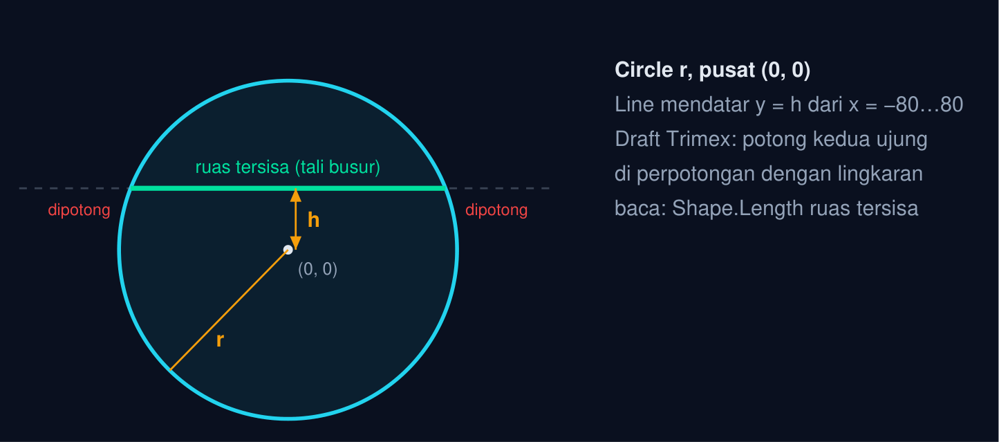 Circle r, pusat (0, 0)
Line mendatar y = h dari x = –80…80
Draft Trimex: potong kedua ujung
di perpotongan dengan lingkaran
baca: Shape.Length ruas tersisa
ruas tersisa (tali busur)
dipotong
dipotong
h
(0, 0)
r